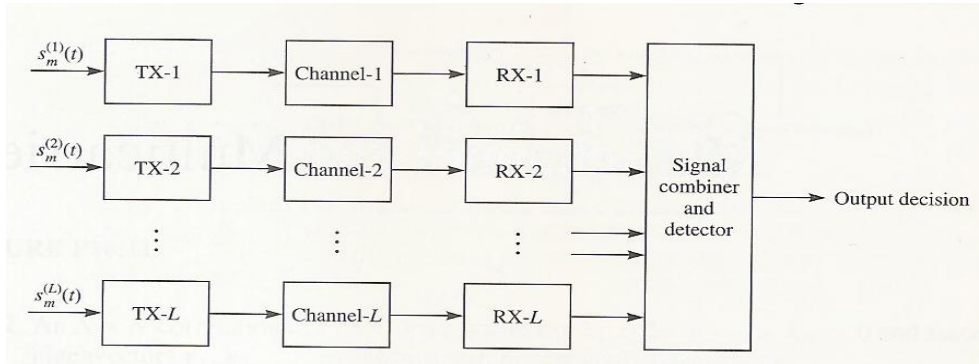 s_m^{(1)}(t) TX-1 Channel-1 RX-1
s_m^{(2)}(t) TX-2 Channel-2 RX-2
Signal
combiner
and
detector
Output decision
s_m^{(L)}(t) TX-L Channel-L RX-L